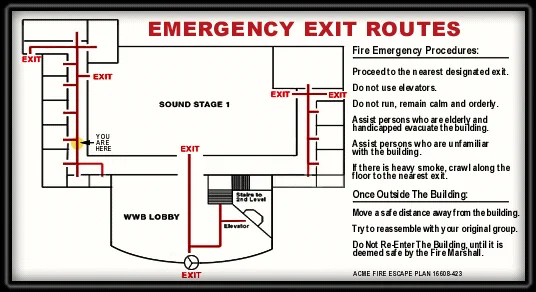 EMERGENCY EXIT ROUTES
EXIT
EXIT
SOUND STAGE 1
EXIT
EXIT
YOU
ARE
HERE
EXIT
WWB LOBBY
Stairs to
2nd Level
Elevator
EXIT
Fire Emergency Procedures:
Proceed to the nearest designated exit.
Do not use elevators.
Do not run, remain calm and orderly.
Assist persons who are elderly and
handicapped evacuate the building.
Assist persons who are unfamiliar
with the building.
If there is heavy smoke, crawl along the
floor to the nearest exit.
Once Outside The Building:
Move a safe distance away from the building.
Try to reassemble with your original group.
Do Not Re-Enter The Building, until it is
deemed safe by the Fire Marshall.
ACME FIRE ESCAPE PLAN 16608-423